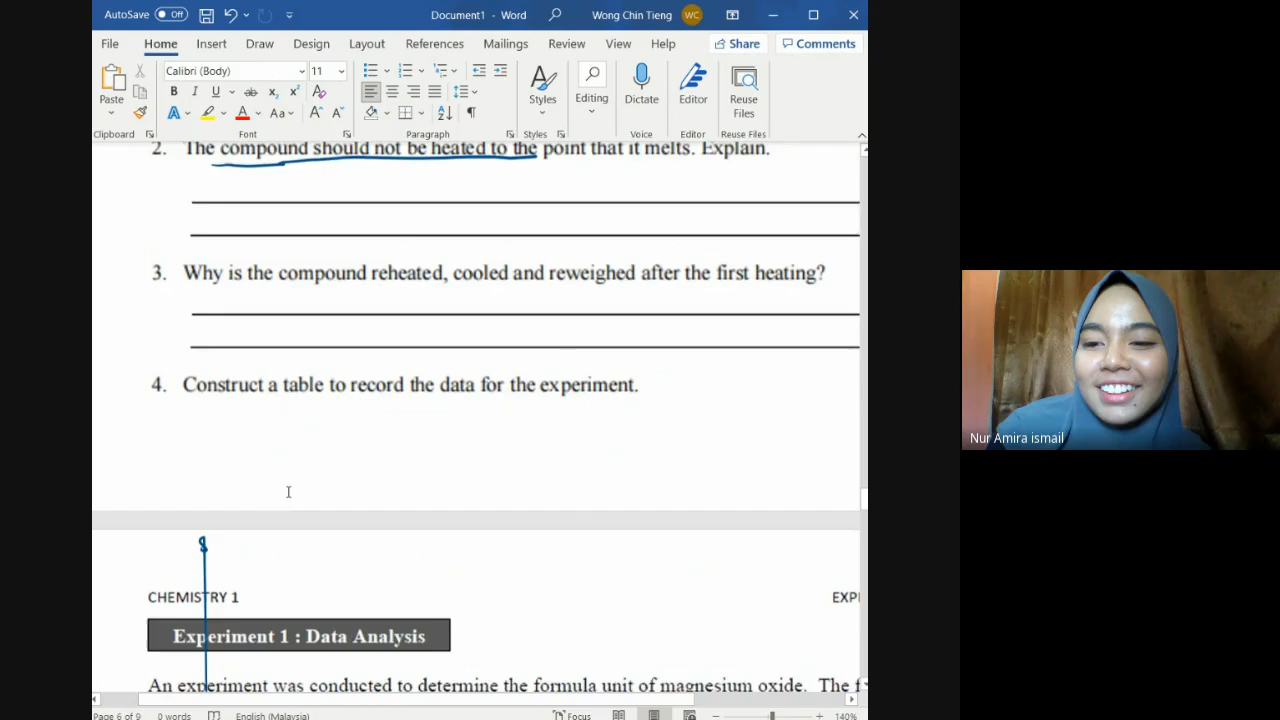 AutoSave Off Document1 - Word Wong Chin Tieng WC
File Home Insert Draw Design Layout References Mailings Review View Help Share Comments
Calibri (Body) 11
Paste Styles Editing Dictate Editor Reuse Files
Clipboard Font Paragraph Styles Voice Editor Reuse Files
2. The compound should not be heated to the point that it melts. Explain.
3. Why is the compound reheated, cooled and reweighed after the first heating?
4. Construct a table to record the data for the experiment.
Nur Amira ismail
CHEMISTRY 1 EXPI
Experiment 1 : Data Analysis
An experiment was conducted to determine the formula unit of magnesium oxide. The f
Page 6 of 9 0 words English (Malaysia) Focus 140%